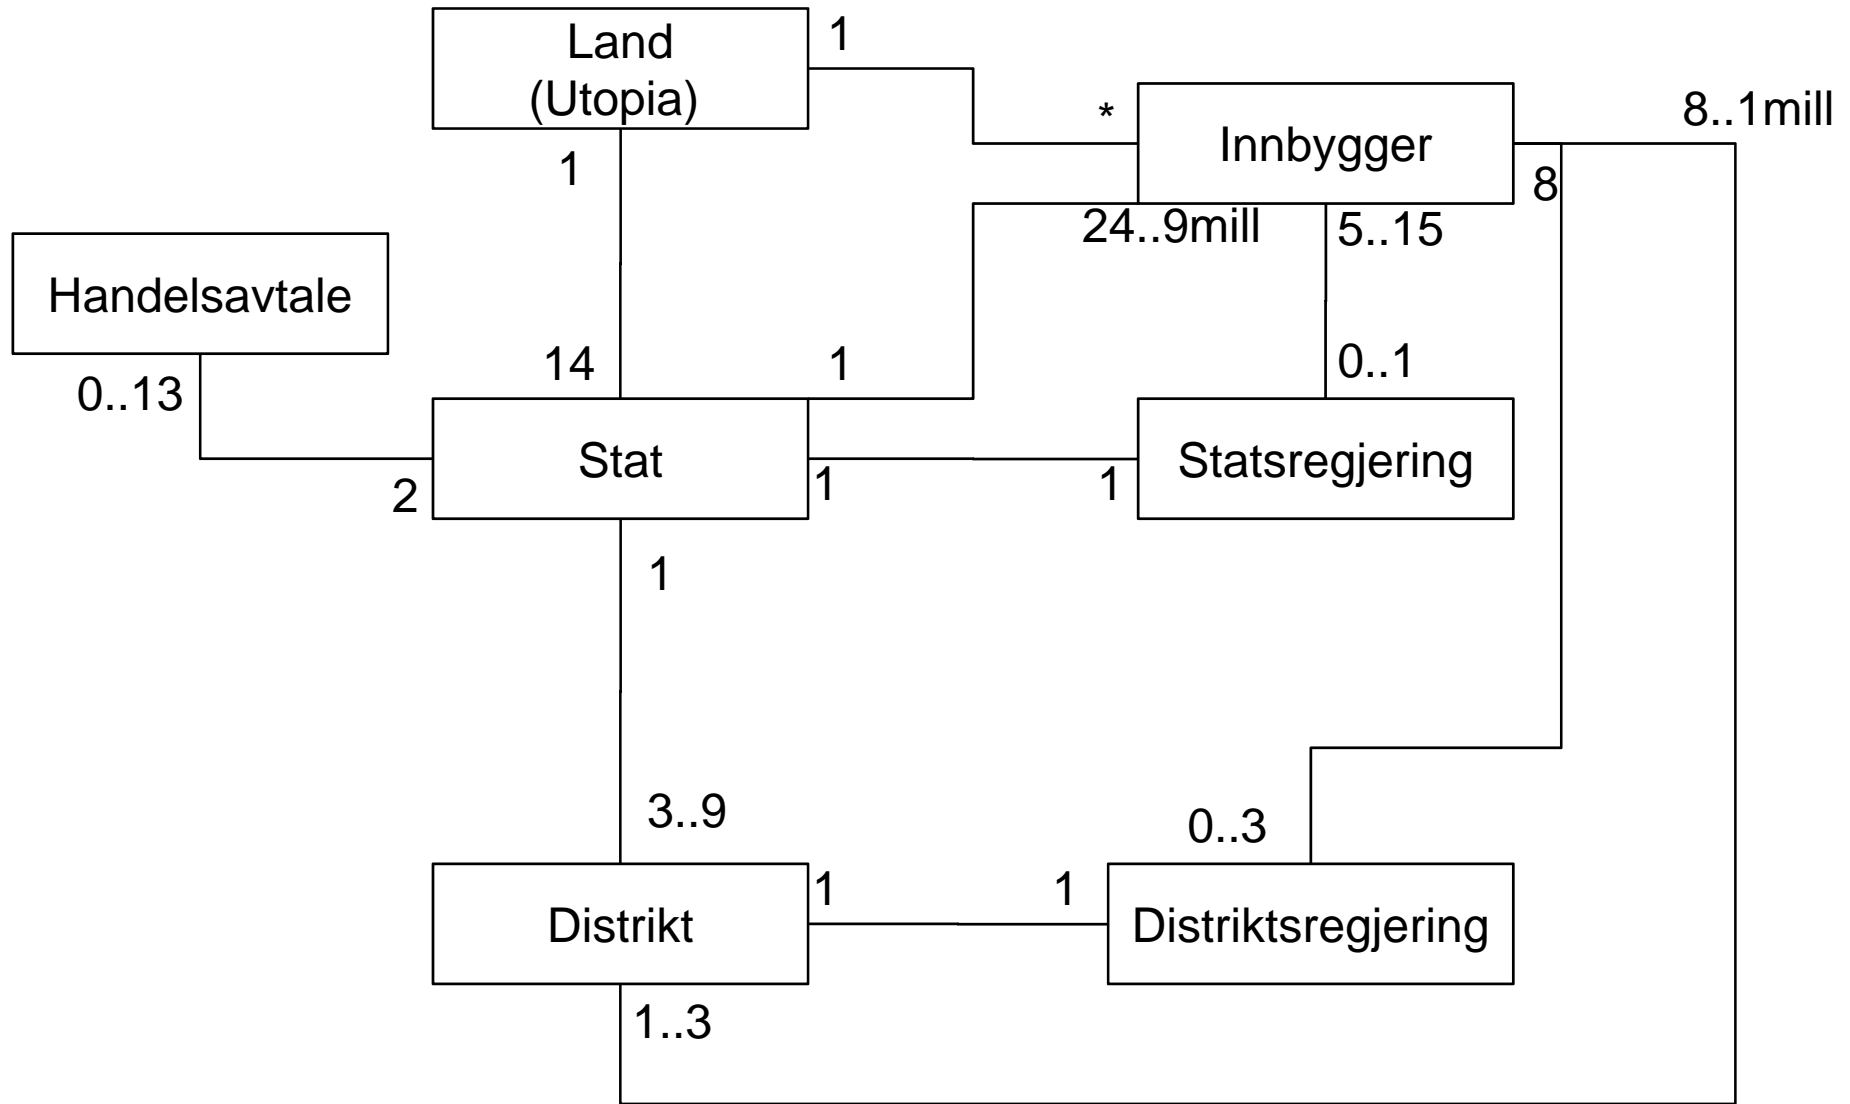 Land
(Utopia)
1
*
Innbygger
8..1mill
1
8
24..9mill
5..15
Handelsavtale
0..13
14
1
0..1
Stat
Statsregjering
2
1
1
1
3..9
0..3
1
1
Distrikt
Distriktsregjering
1..3